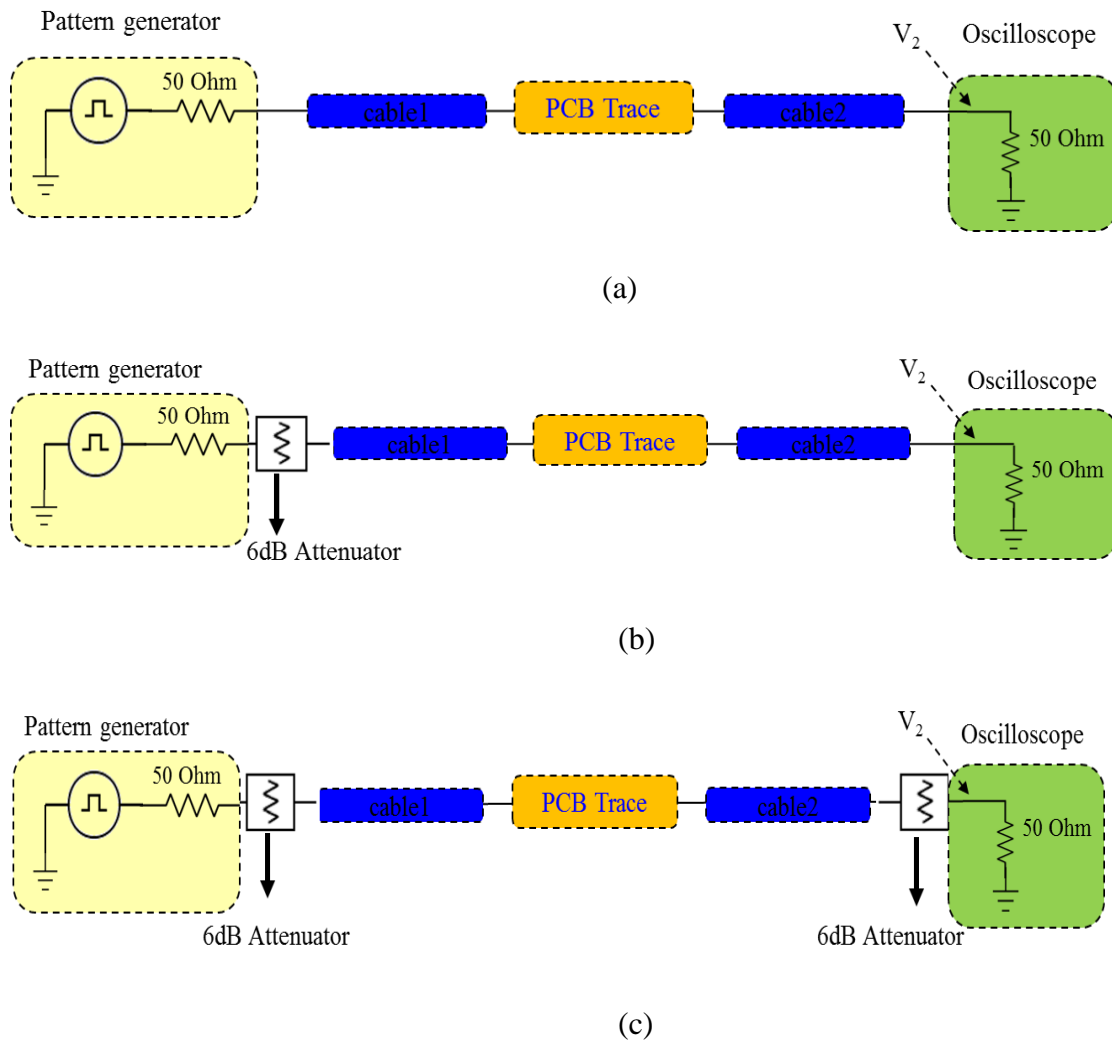 Pattern generator
V2
Oscilloscope
50 Ohm
cable1
PCB Trace
cable2
50 Ohm
(a)
Pattern generator
V2
Oscilloscope
50 Ohm
cable1
PCB Trace
cable2
50 Ohm
6dB Attenuator
(b)
Pattern generator
V2
Oscilloscope
50 Ohm
cable1
PCB Trace
cable2
50 Ohm
6dB Attenuator
6dB Attenuator
(c)